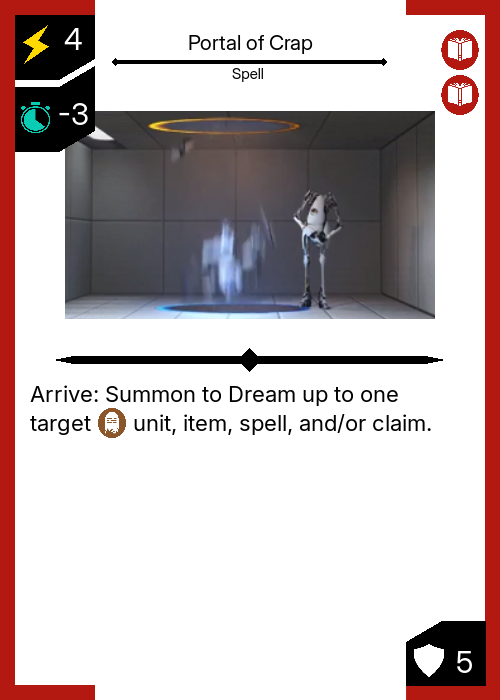 4
Portal of Crap
Spell
-3
Arrive: Summon to Dream up to one
target unit, item, spell, and/or claim.
5